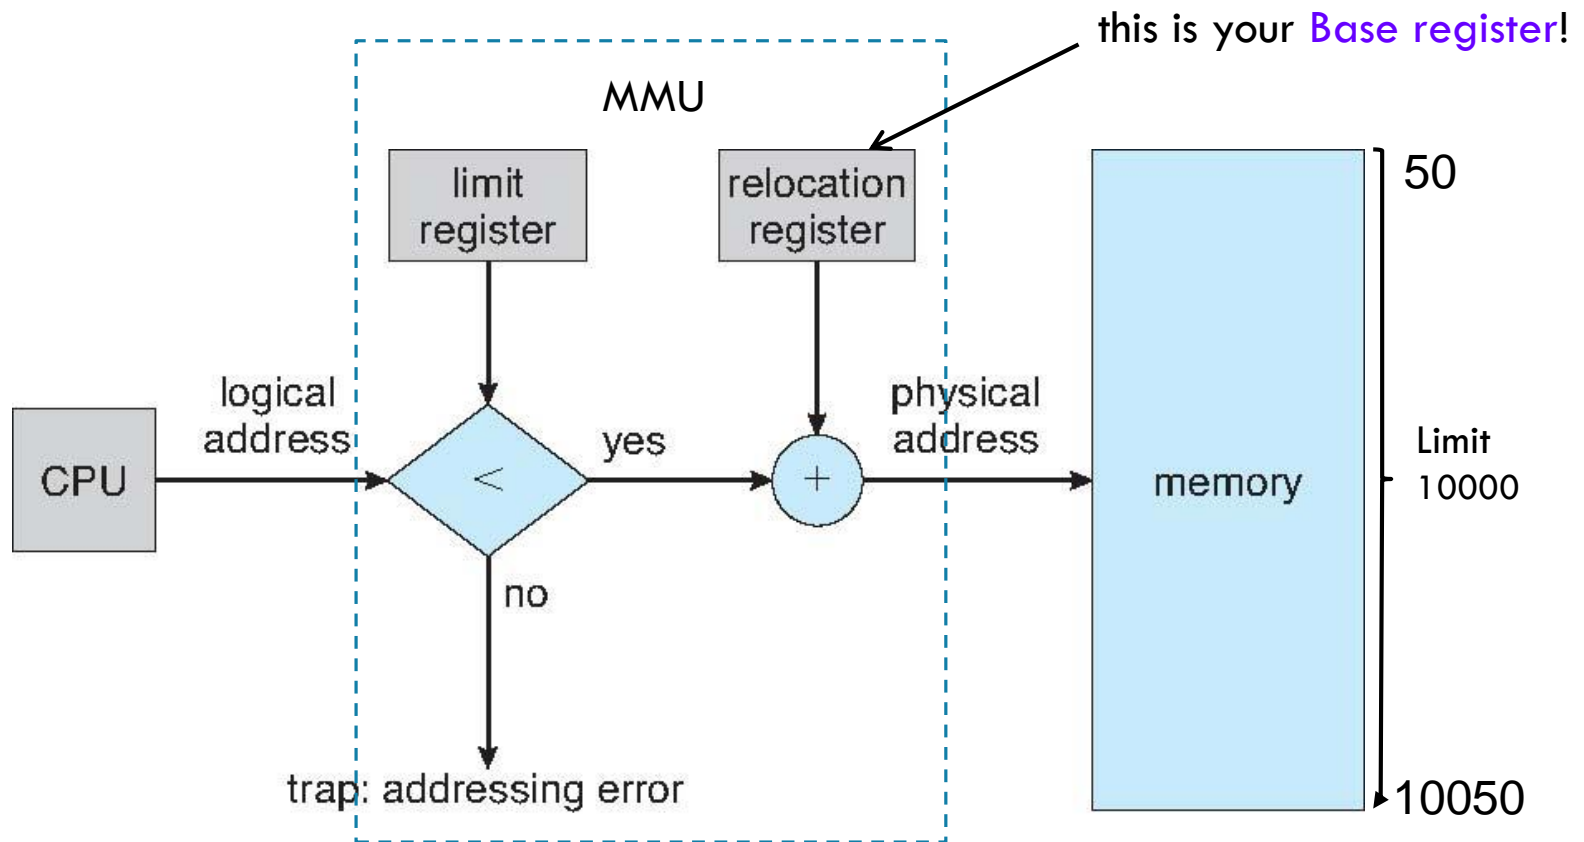 this is your Base register!
MMU
limit
register
relocation
register
50
logical
address
physical
address
yes
Limit
10000
CPU
<
+
memory
no
trap: addressing error
10050